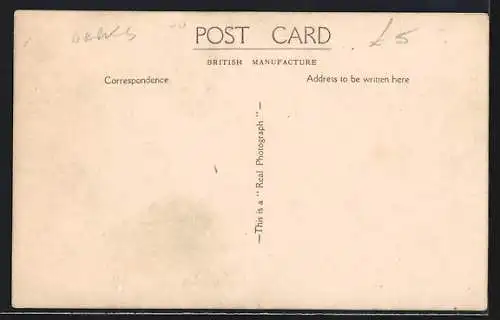 £5
POST CARD
BRITISH MANUFACTURE
Correspondence
Address to be written here
—This is a "Real Photograph"—